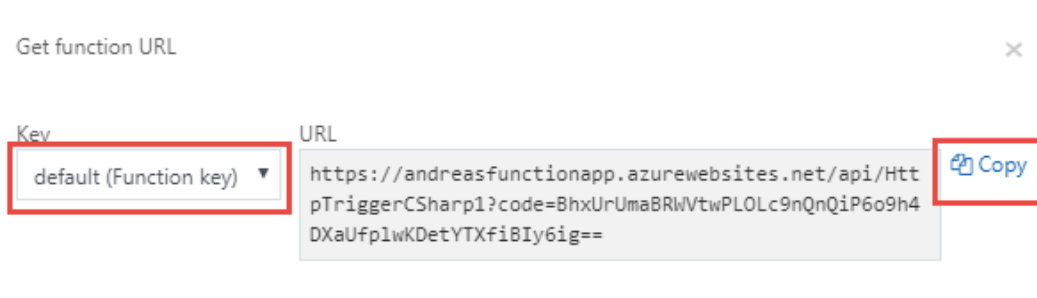 Get function URL
Key
URL
default (Function key)
https://andreasfunctionapp.azurewebsites.net/api/Htt
pTriggerCSharp1?code=BhxUrUmaBRWVtwPLOLc9nQnQiP6o9h4
DXaUfplwKDetYTXfiBIy6ig==
Copy